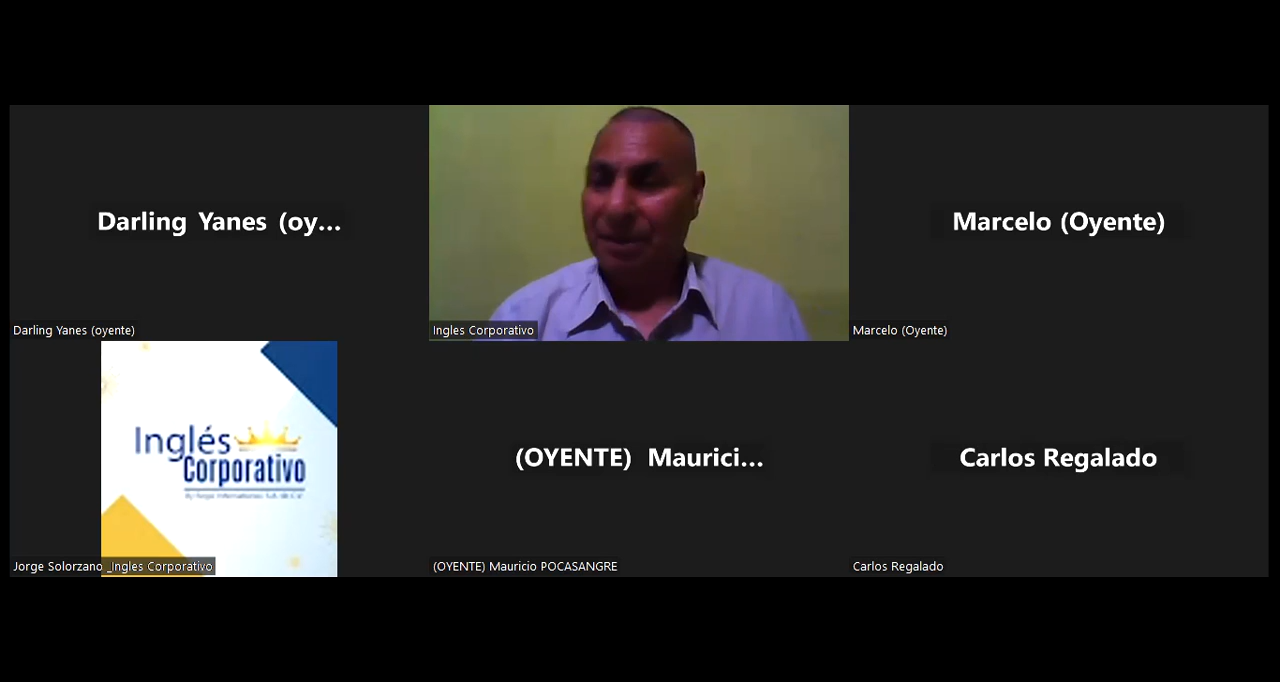 Darling Yanes (oy...
Marcelo (Oyente)
Darling Yanes (oyente)
Ingles Corporativo
Marcelo (Oyente)
Inglés
Corporativo
(OYENTE) Maurici...
Carlos Regalado
Jorge Solorzano _Ingles Corporativo
(OYENTE) Mauricio POCASANGRE
Carlos Regalado